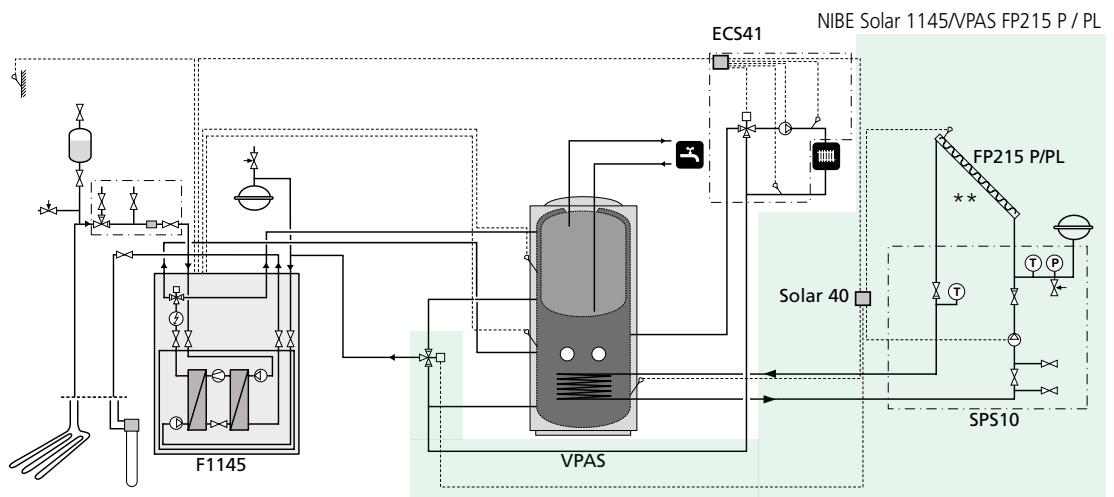 NIBE Solar 1145/VPAS FP215 P / PL
ECS41
FP215 P/PL
**
T
P
Solar 40
T
SPS10
VPAS
F1145